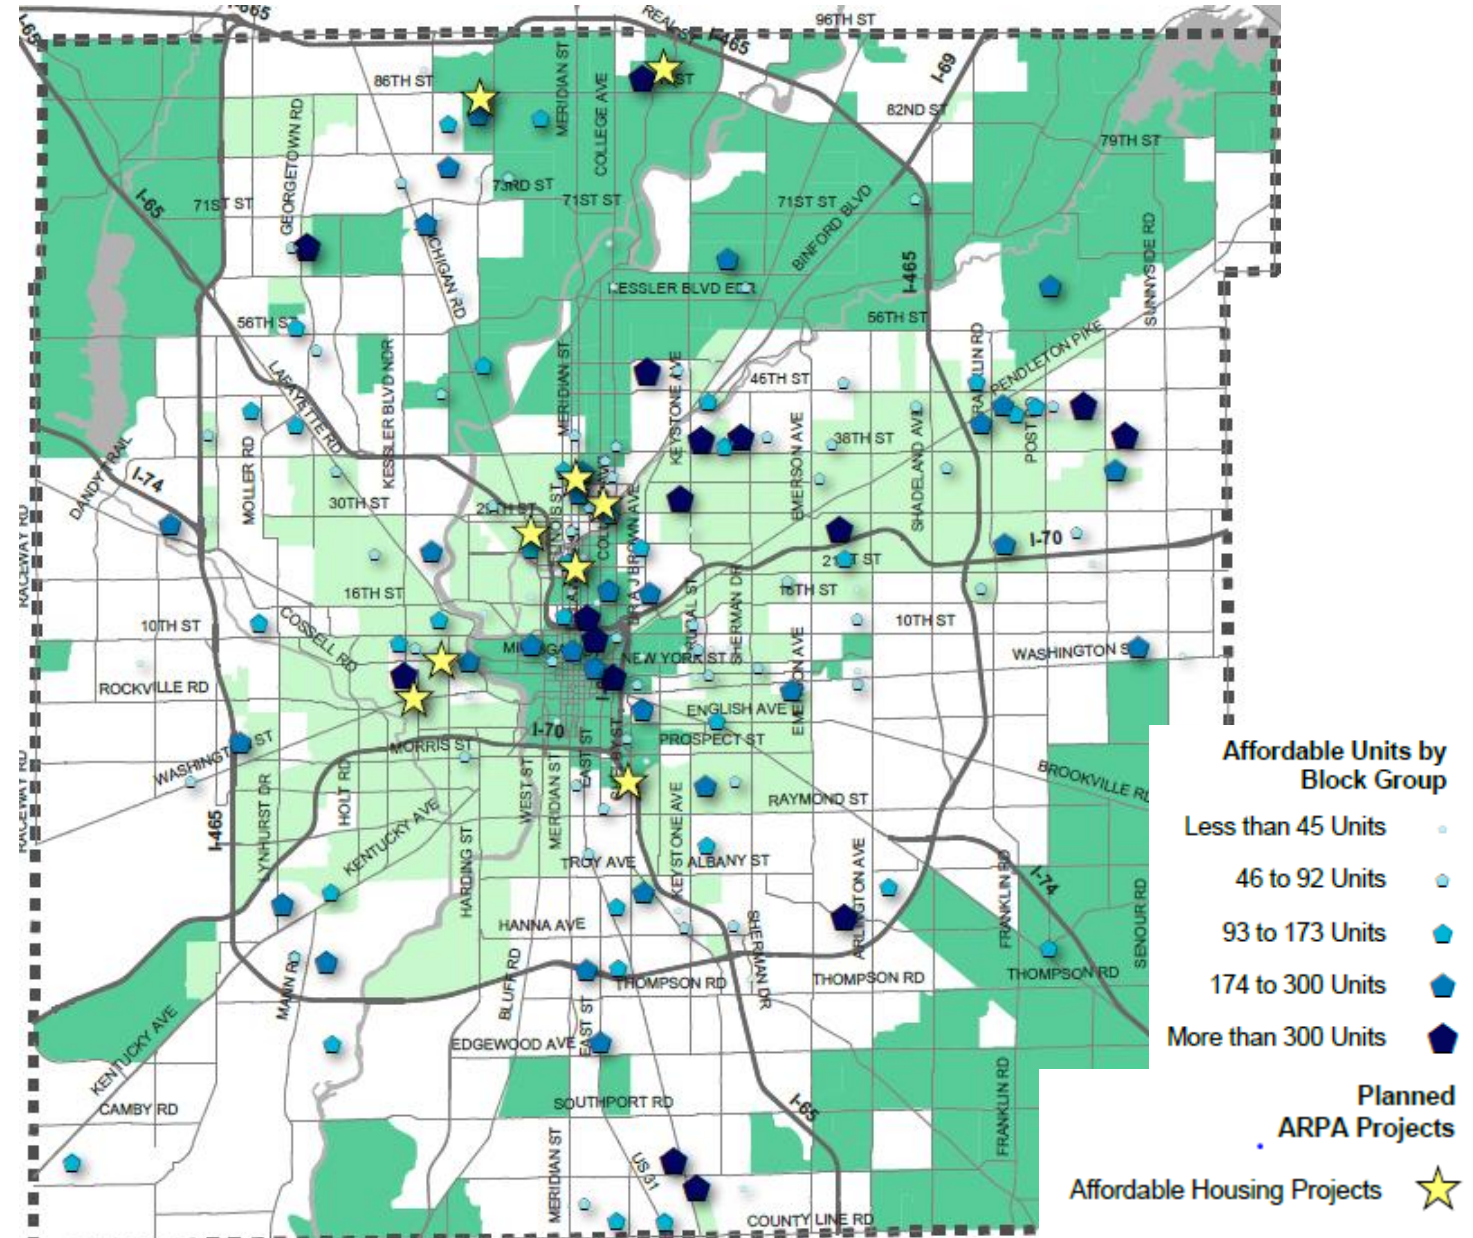 I-465
96TH ST
I-465
I-69
86TH ST
MERIDIAN ST
COLLEGE AVE
82ND ST
79TH ST
GEORGETOWN RD
I-65
71ST ST
73RD ST
71ST ST
71ST ST
BINFORD BLVD
SUNNYSIDE RD
I-465
KESSLER BLVD EDR
56TH ST
56TH ST
LAFAYETTE RD
KESSLER BLVD NDR
MERIDIAN ST
KEYSTONE AVE
46TH ST
PENDLETON PIKE
38TH ST
EMERSON AVE
SHADELAND AVE
DANDY TRAIL
I-74
MOLLER RD
30TH ST
RACEWAY RD
I-70
16TH ST
10TH ST
COSSELL RD
SHERMAN DR
10TH ST
NEW YORK ST
WASHINGTON S
ROCKVILLE RD
ENGLISH AVE
I-70
PROSPECT ST
MORRIS ST
WASHINGTON ST
RACEWAY RD
I-465
HOLT RD
KENTUCKY AVE
HARDING ST
WEST ST
MERIDIAN ST
EAST ST
KEYSTONE AVE
RAYMOND ST
BROOKVILLE RD
TROY AVE
ALBANY ST
ARLINGTON AVE
FRANKLIN RD
I-74
SENOUR RD
HANNA AVE
SHERMAN DR
MANN RD
BLUFF RD
THOMPSON RD
THOMPSON RD
THOMPSON RD
KENTUCKY AVE
EDGEWOOD AVE
EAST ST
CAMBY RD
SOUTHPORT RD
I-65
FRANKLIN RD
MERIDIAN ST
US 31
COUNTY LINE RD
Affordable Units by
Block Group
Less than 45 Units
46 to 92 Units
93 to 173 Units
174 to 300 Units
More than 300 Units
Planned
ARPA Projects
Affordable Housing Projects